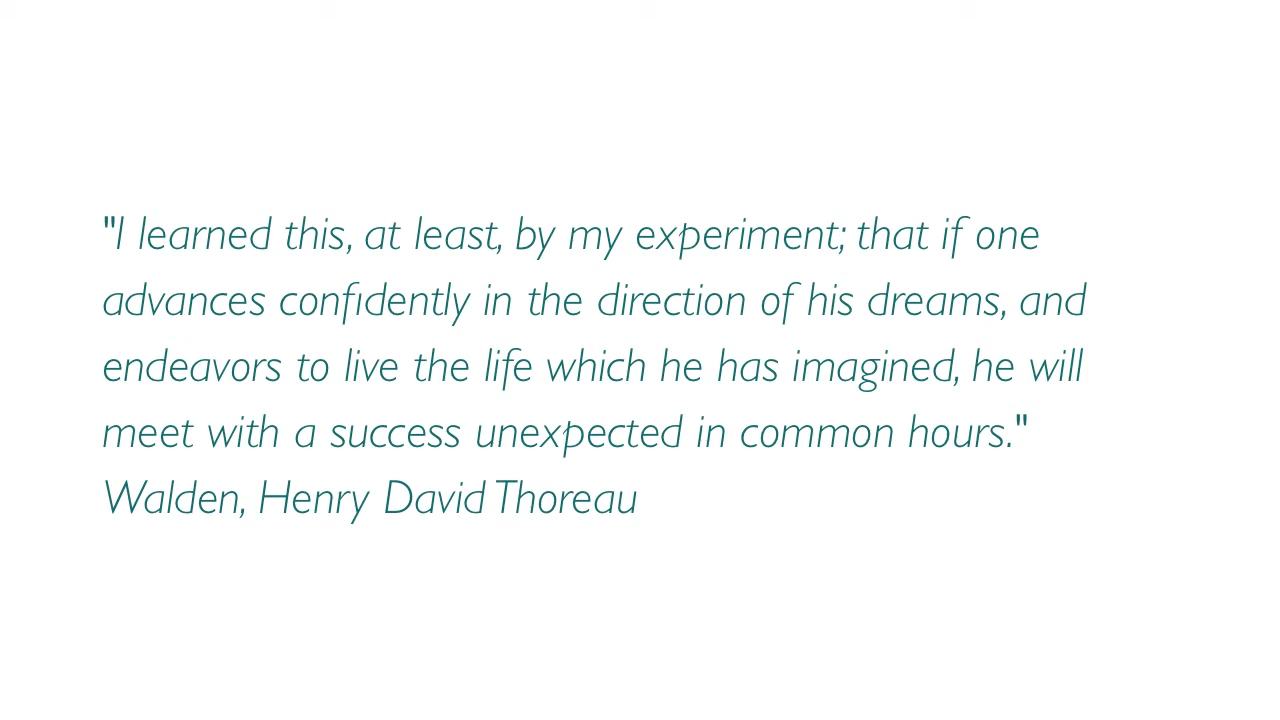 "I learned this, at least, by my experiment; that if one
advances confidently in the direction of his dreams, and
endeavors to live the life which he has imagined, he will
meet with a success unexpected in common hours."
Walden, Henry David Thoreau